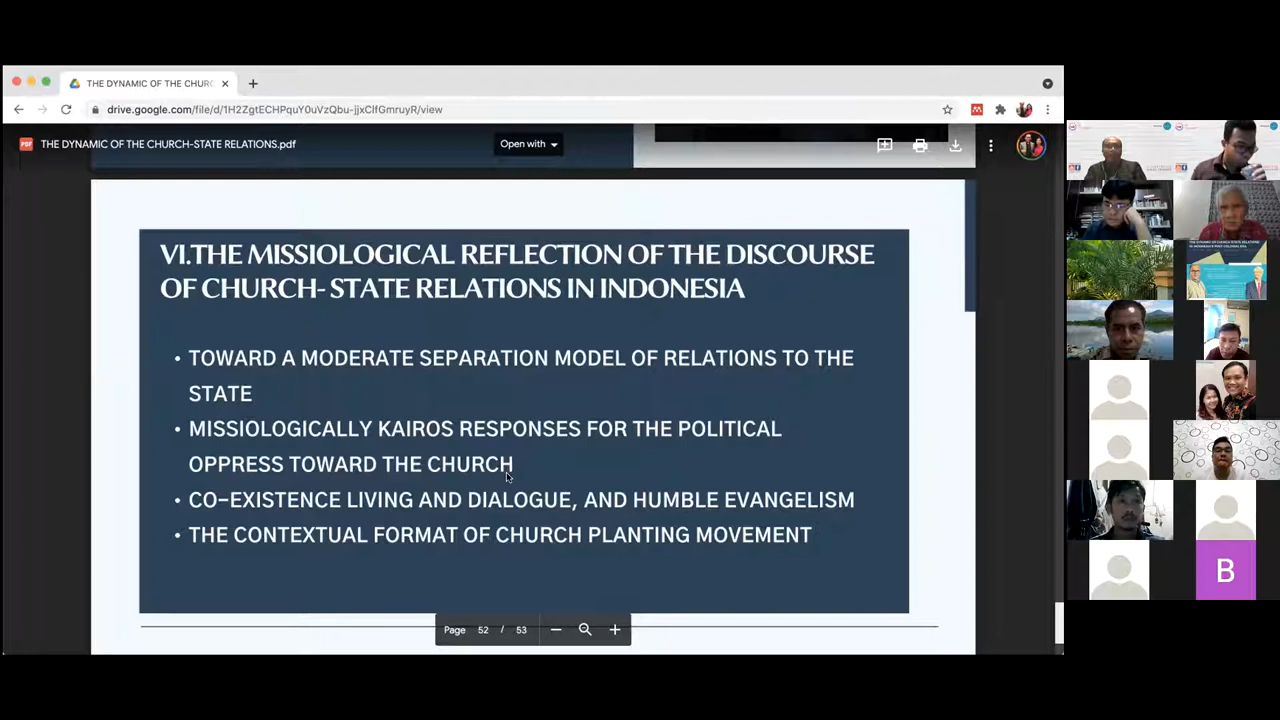 THE DYNAMIC OF THE CHURC
drive.google.com/file/d/1H2ZgtECHPquY0uVzQbu-jjxClfGmruyR/view
PDF
THE DYNAMIC OF THE CHURCH-STATE RELATIONS.pdf
Open with
VI.THE MISSIOLOGICAL REFLECTION OF THE DISCOURSE
OF CHURCH- STATE RELATIONS IN INDONESIA
• TOWARD A MODERATE SEPARATION MODEL OF RELATIONS TO THE
STATE
• MISSIOLOGICALLY KAIROS RESPONSES FOR THE POLITICAL
OPPRESS TOWARD THE CHURCH
• CO-EXISTENCE LIVING AND DIALOGUE, AND HUMBLE EVANGELISM
• THE CONTEXTUAL FORMAT OF CHURCH PLANTING MOVEMENT
Page 52 / 53
B